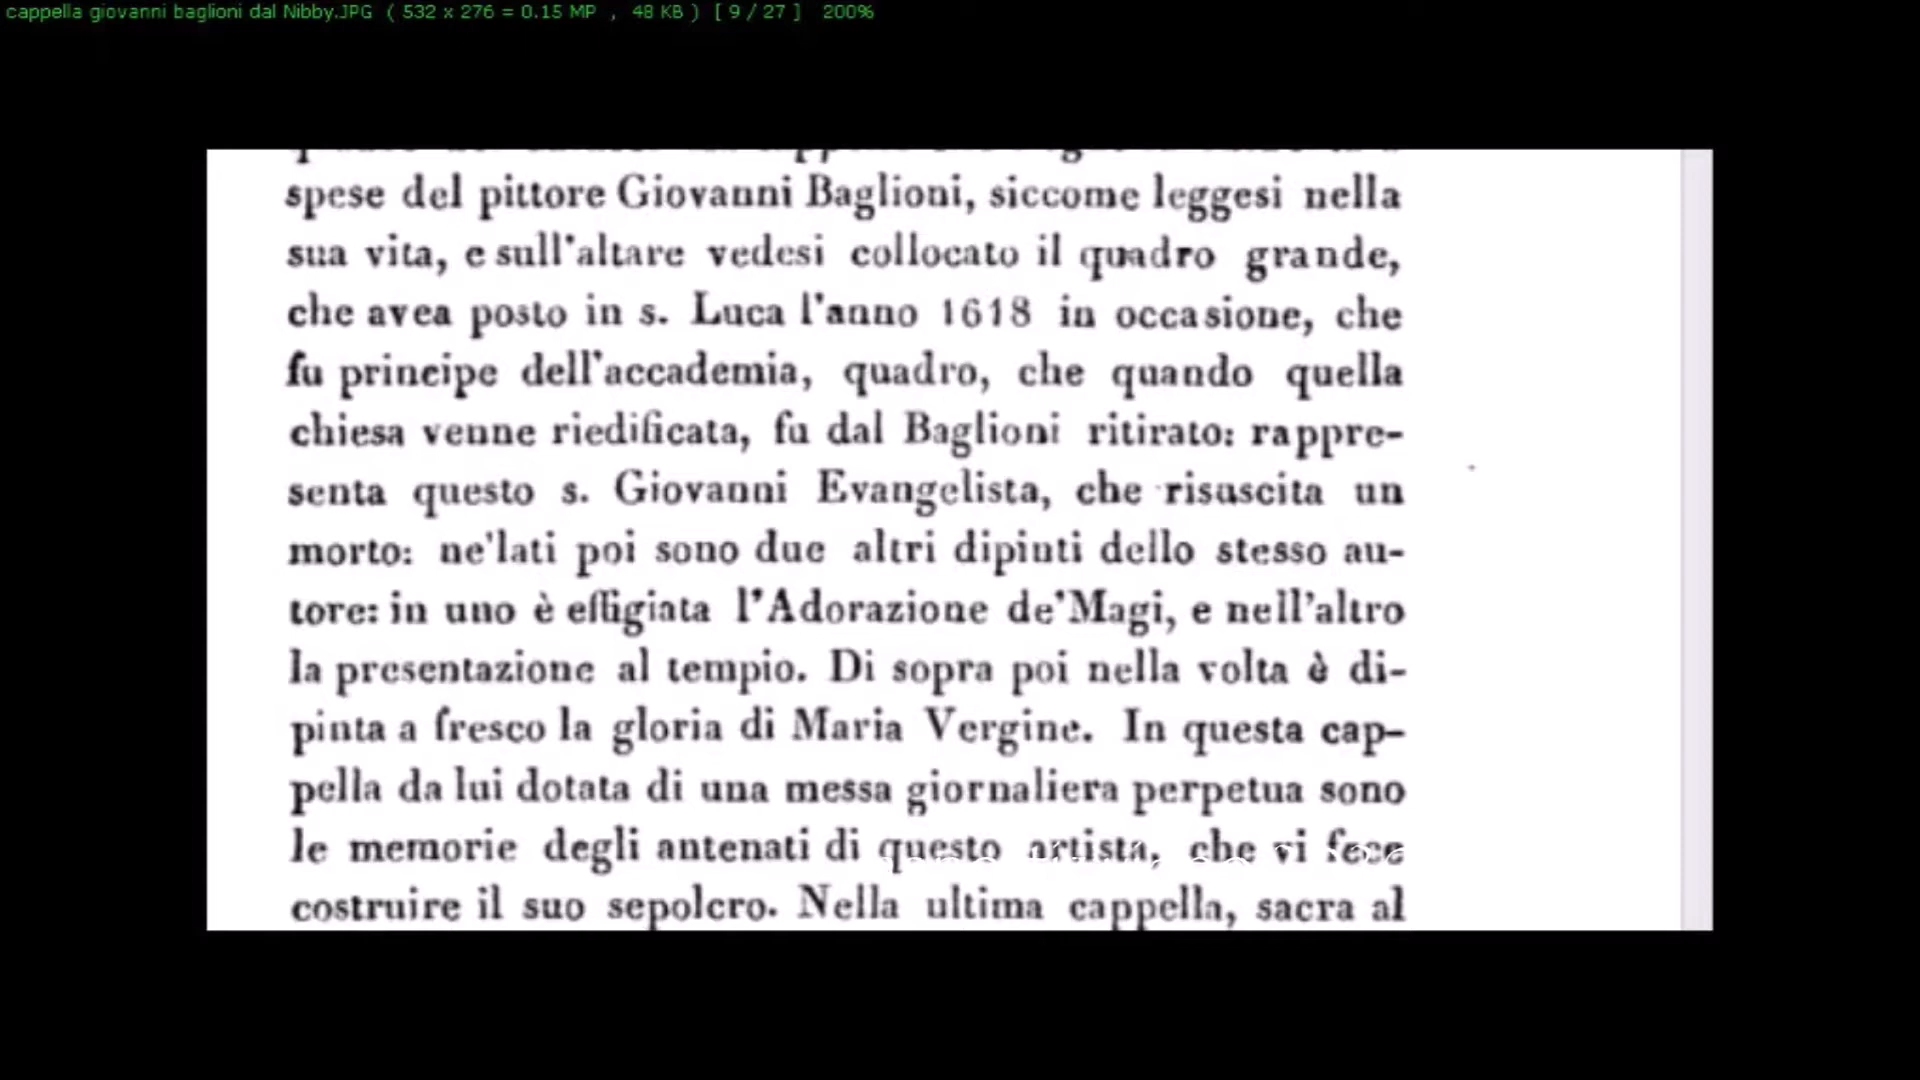 cappella giovanni baglioni dal Nibby.JPG ( 532 x 276 = 0.15 MP , 48 KB ) [ 9 / 27 ] 200%
spese del pittore Giovanni Baglioni, siccome leggesi nella
sua vita, e sull'altare vedesi collocato il quadro grande,
che avea posto in s. Luca l'anno 1618 in occasione, che
fu principe dell'accademia, quadro, che quando quella
chiesa venne riedificata, fu dal Baglioni ritirato: rappre-
senta questo s. Giovanni Evangelista, che risuscita un
morto: ne'lati poi sono due altri dipinti dello stesso au-
tore: in uno è effigiata l'Adorazione de'Magi, e nell'altro
la presentazione al tempio. Di sopra poi nella volta è di-
pinta a fresco la gloria di Maria Vergine. In questa cap-
pella da lui dotata di una messa giornaliera perpetua sono
le memorie degli antenati di questo artista, che vi fece
costruire il suo sepolcro. Nella ultima cappella, sacra al